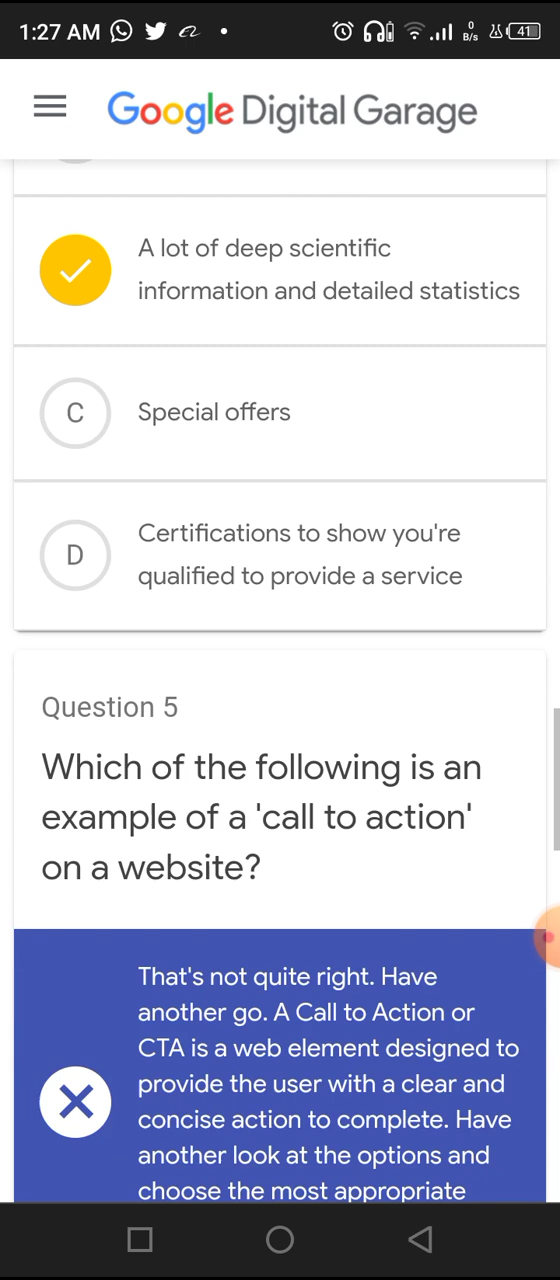 1:27 AM
0
B/s
41
Google Digital Garage
A lot of deep scientific
information and detailed statistics
C
Special offers
D
Certifications to show you're
qualified to provide a service
Question 5
Which of the following is an
example of a 'call to action'
on a website?
That's not quite right. Have
another go. A Call to Action or
CTA is a web element designed to
provide the user with a clear and
concise action to complete. Have
another look at the options and
choose the most appropriate